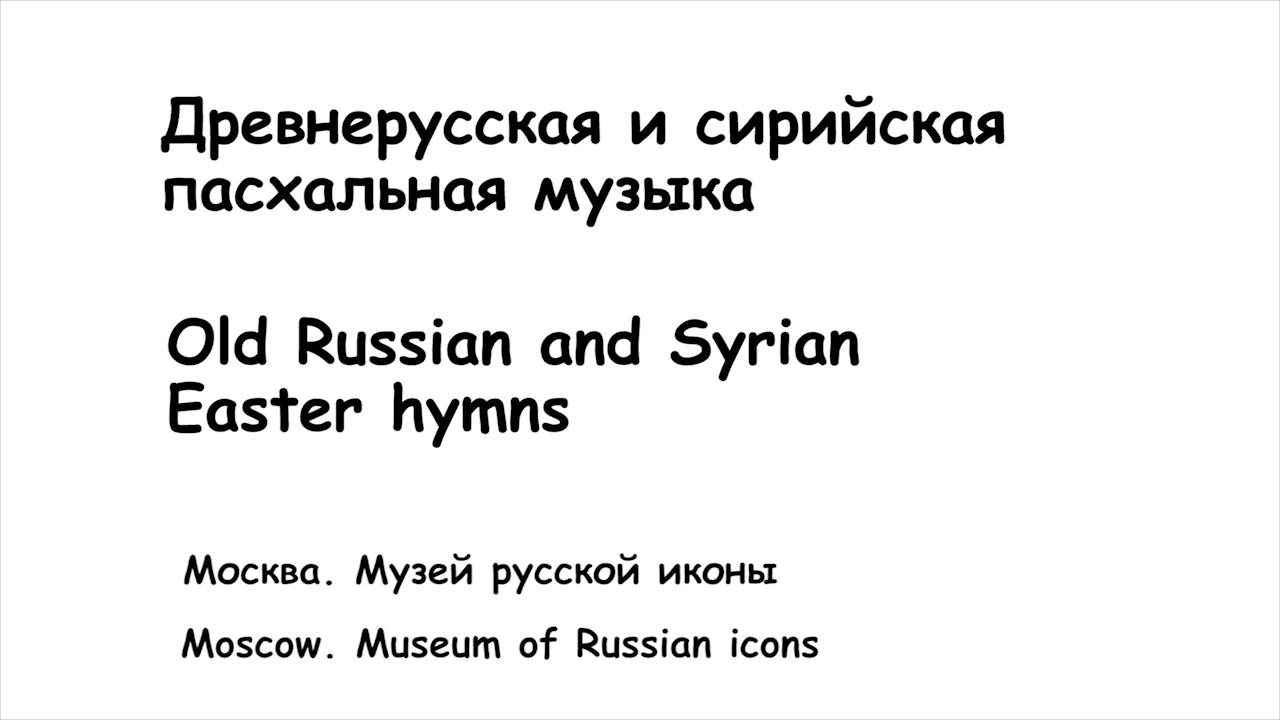 Древнерусская и сирийская
пасхальная музыка
Old Russian and Syrian
Easter hymns
Москва. Музей русской иконы
Moscow. Museum of Russian icons